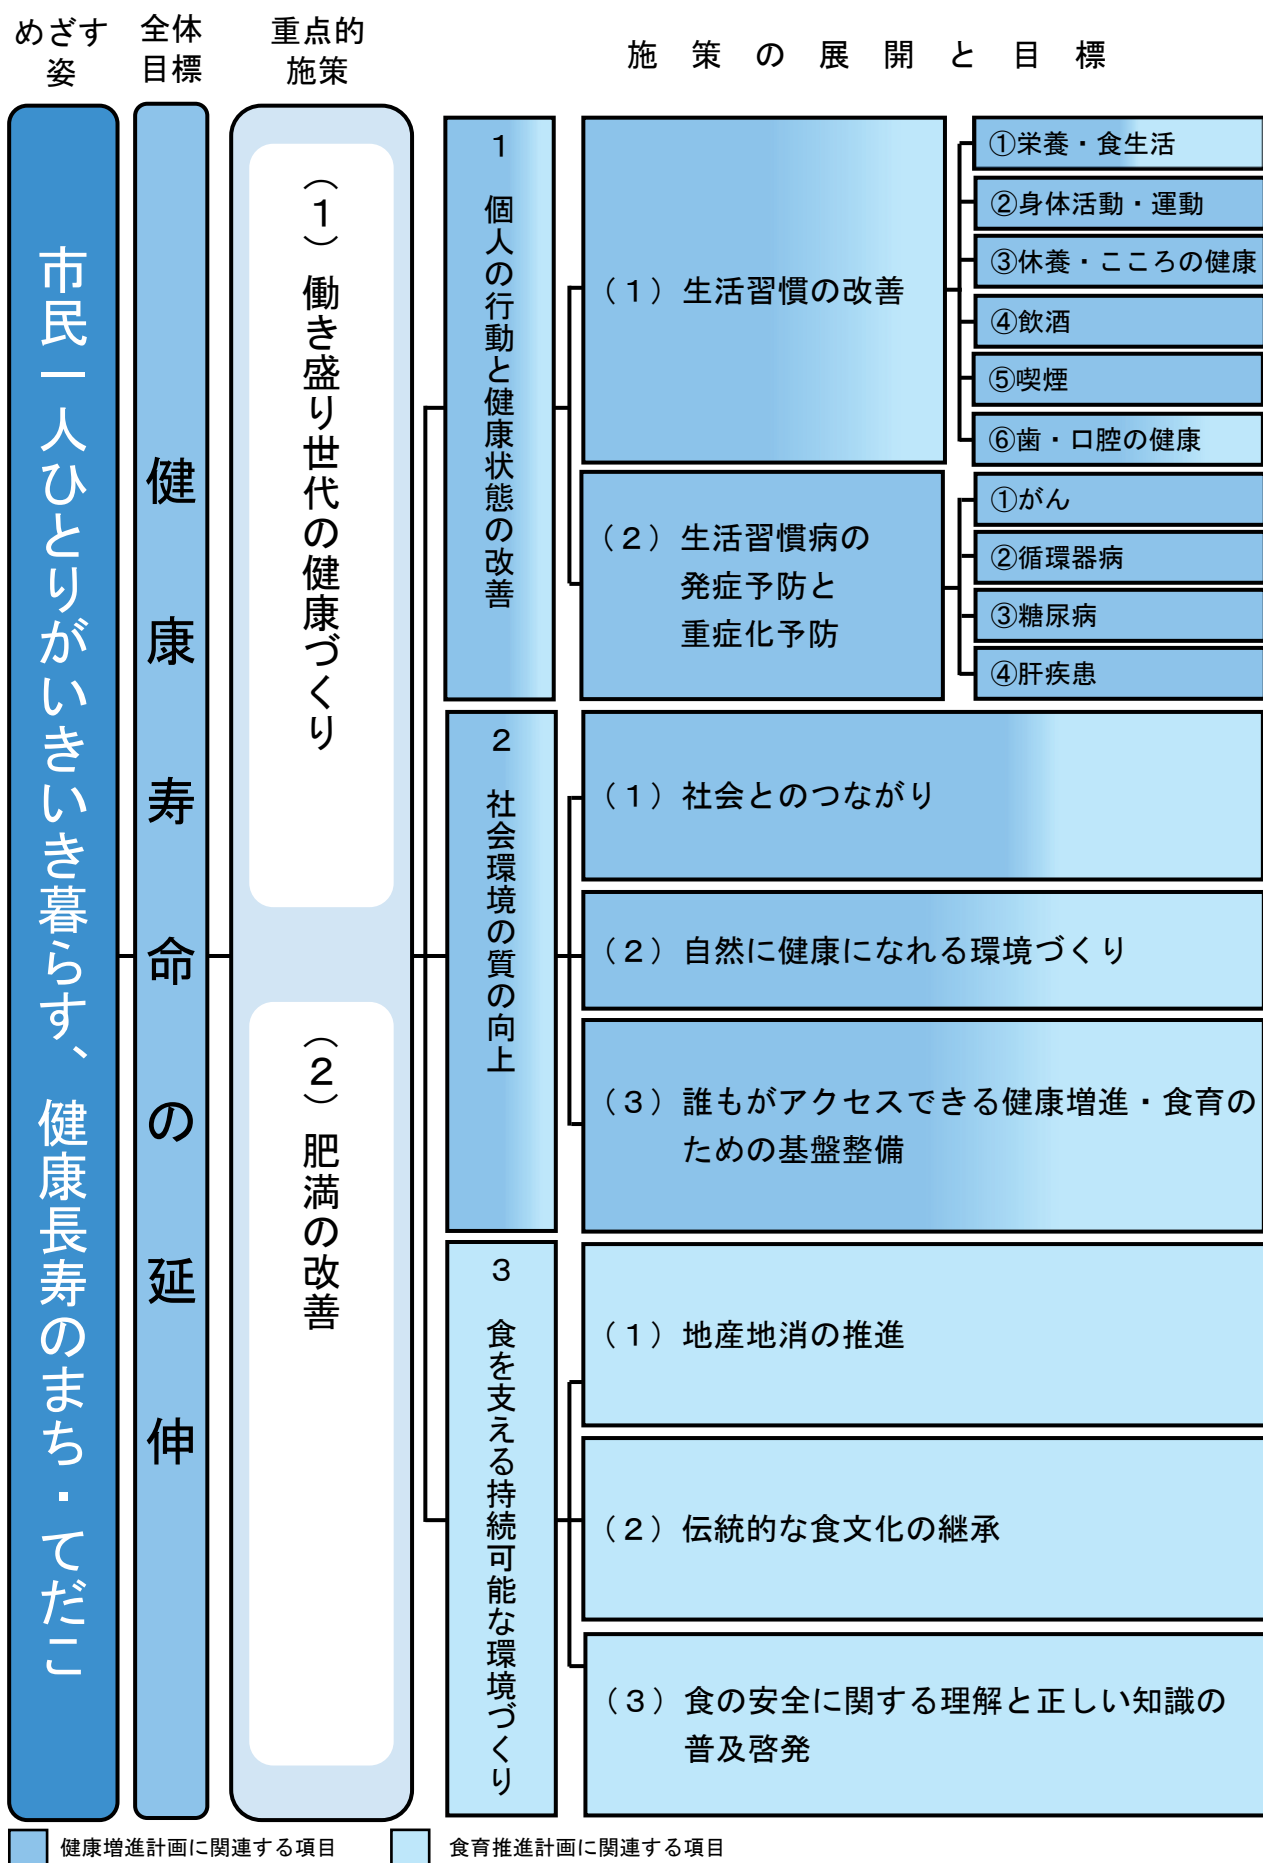 めざす
姿
全体
目標
重点的
施策
施策の展開と目標
市民一人ひとりがいきいき暮らす、健康長寿のまち・てだこ
健康寿命の延伸
（１）働き盛り世代の健康づくり
（２）肥満の改善
１　個人の行動と健康状態の改善
（１）生活習慣の改善
①栄養・食生活
②身体活動・運動
③休養・こころの健康
④飲酒
⑤喫煙
⑥歯・口腔の健康
（２）生活習慣病の
発症予防と
重症化予防
①がん
②循環器病
③糖尿病
④肝疾患
２　社会環境の質の向上
（１）社会とのつながり
（２）自然に健康になれる環境づくり
（３）誰もがアクセスできる健康増進・食育の
ための基盤整備
３　食を支える持続可能な環境づくり
（１）地産地消の推進
（２）伝統的な食文化の継承
（３）食の安全に関する理解と正しい知識の
普及啓発
健康増進計画に関連する項目
食育推進計画に関連する項目